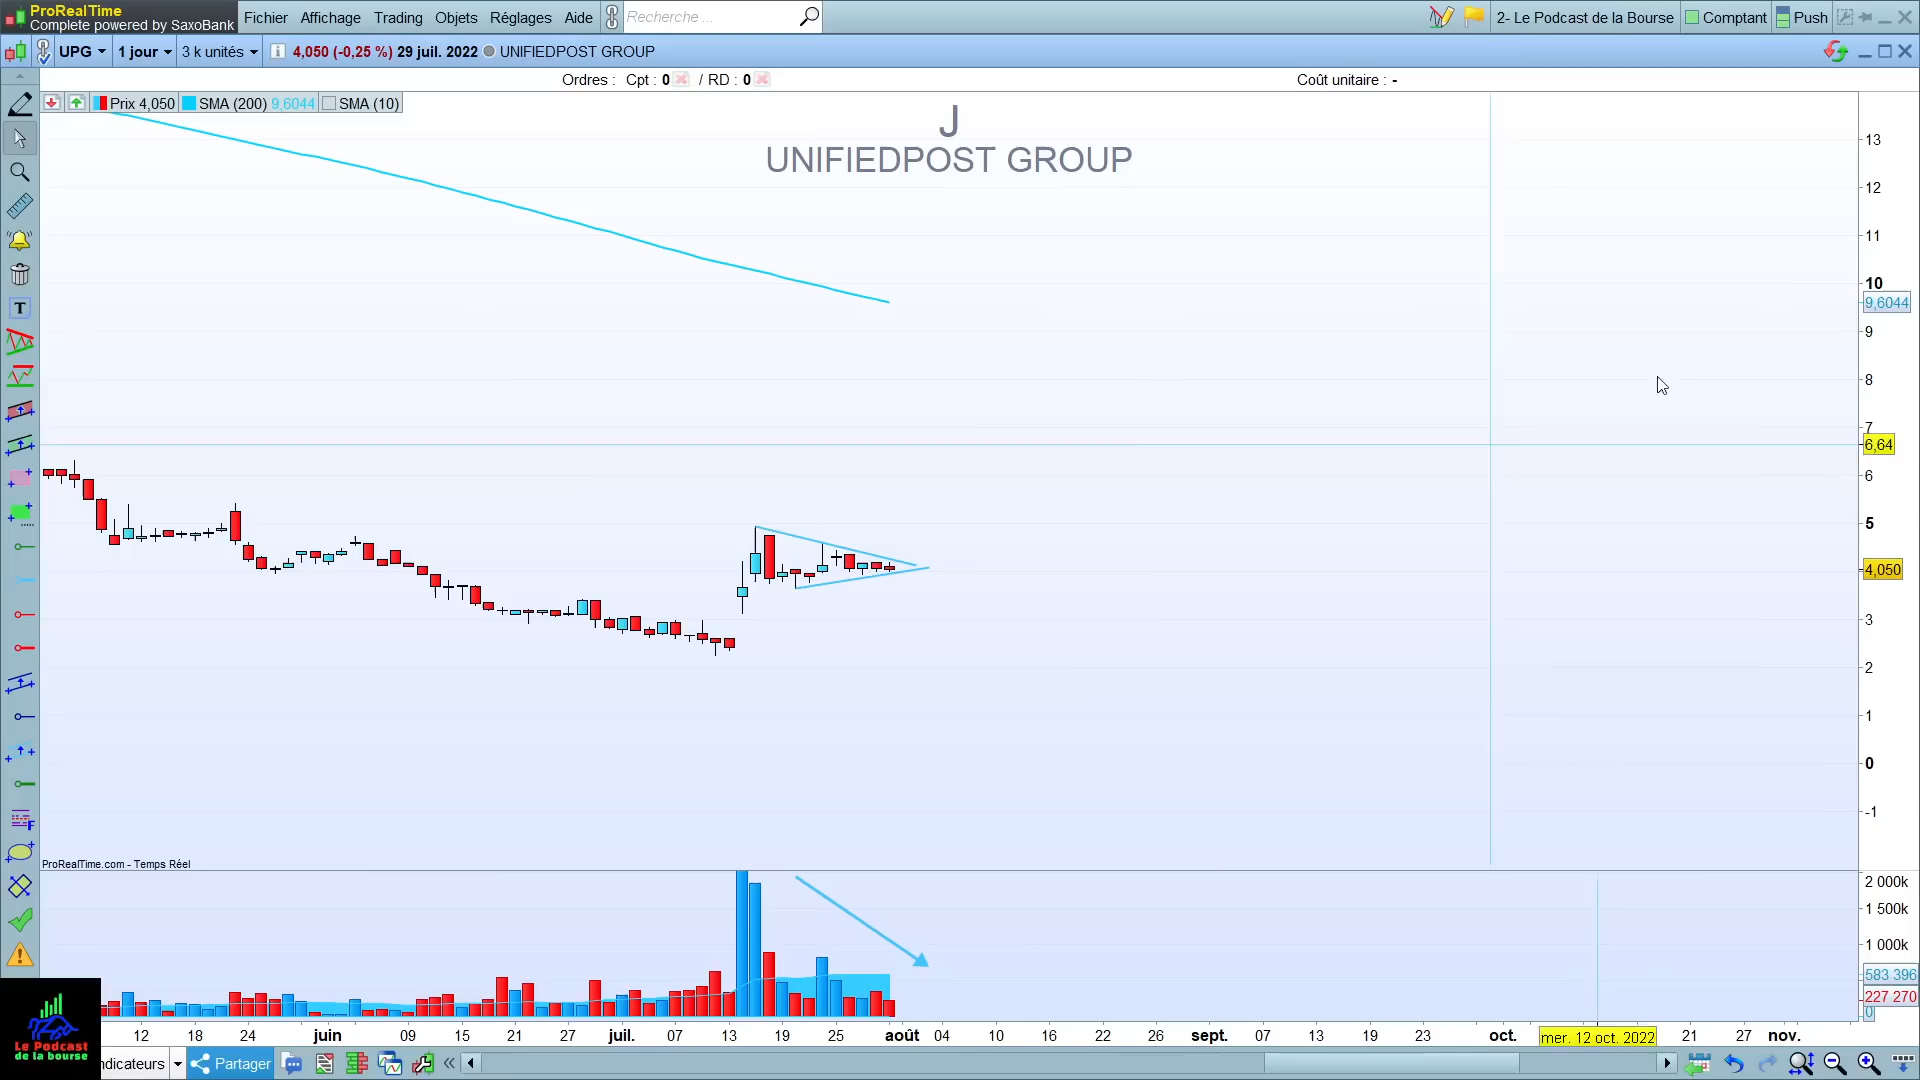 ProRealTime
Complete powered by SaxoBank
Fichier Affichage Trading Objets Réglages Aide
Recherche ...
2- Le Podcast de la Bourse
Comptant
Push
UPG
1 jour
3 k unités
4,050 (-0,25 %) 29 juil. 2022
UNIFIEDPOST GROUP
Ordres : Cpt : 0 / RD : 0
Coût unitaire : -
Prix 4,050
SMA (200) 9,6044
SMA (10)
J
UNIFIEDPOST GROUP
13
12
11
10
9,6044
9
8
7
6,64
6
5
4,050
3
2
1
0
-1
T
F
ProRealTime.com - Temps Réel
2 000k
1 500k
1 000k
583 396
227 270
0
12 18 24 juin 09 15 21 27 juil. 07 13 19 25 août 04 10 16 22 26 sept. 07 13 19 23 oct. mer. 12 oct. 2022 21 27 nov.
Le Podcast
de la bourse
ndicateurs
Partager